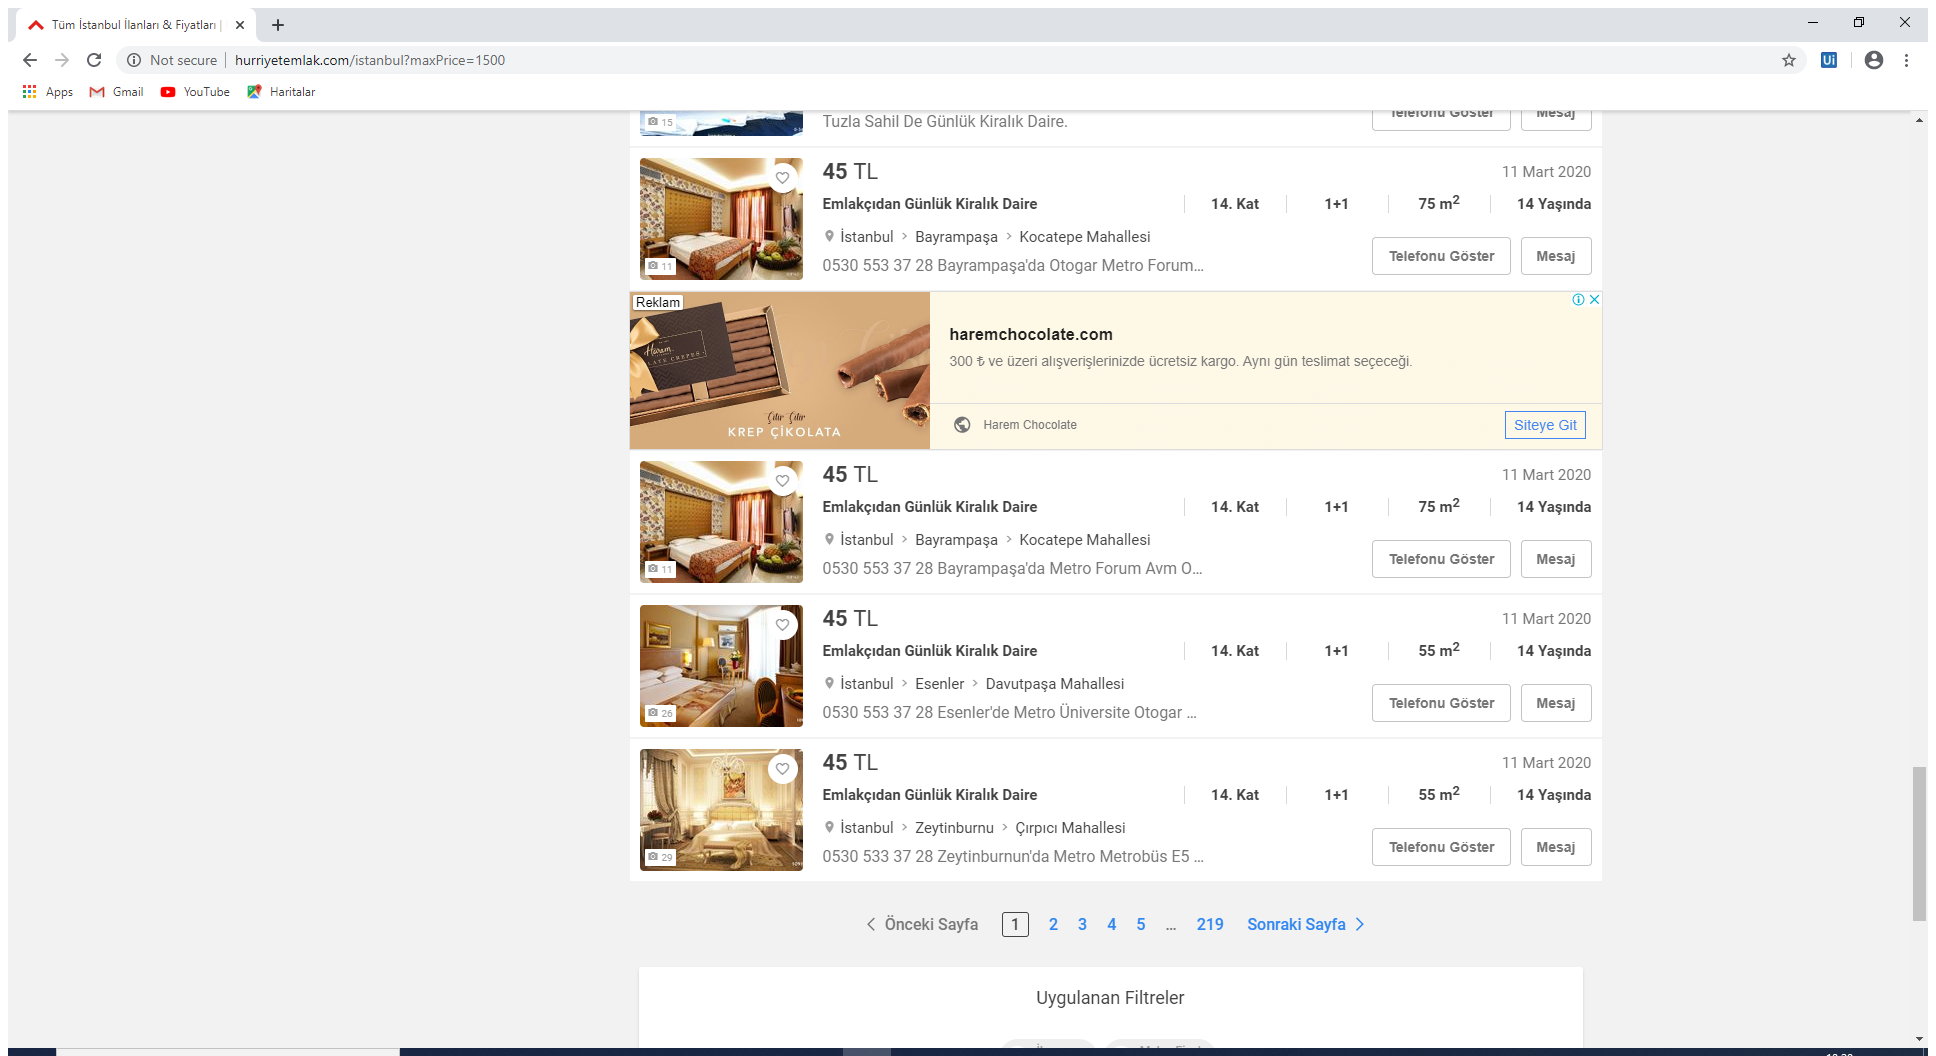 Tüm İstanbul İlanları & Fiyatları |
Not secure | hurriyetemlak.com/istanbul?maxPrice=1500
Ui
Apps Gmail YouTube Haritalar
15
Tuzla Sahil De Günlük Kiralık Daire.
Telefonu Göster Mesaj
45 TL 11 Mart 2020
Emlakçıdan Günlük Kiralık Daire 14. Kat 1+1 75 m² 14 Yaşında
İstanbul > Bayrampaşa > Kocatepe Mahallesi
Telefonu Göster Mesaj
11 0530 553 37 28 Bayrampaşa'da Otogar Metro Forum...
Reklam
haremchocolate.com
300 ₺ ve üzeri alışverişlerinizde ücretsiz kargo. Aynı gün teslimat seçeceği.
Harem
Çıtır Çıtır
KREP ÇİKOLATA
Harem Chocolate Siteye Git
45 TL 11 Mart 2020
Emlakçıdan Günlük Kiralık Daire 14. Kat 1+1 75 m² 14 Yaşında
İstanbul > Bayrampaşa > Kocatepe Mahallesi
Telefonu Göster Mesaj
11 0530 553 37 28 Bayrampaşa'da Metro Forum Avm O...
45 TL 11 Mart 2020
Emlakçıdan Günlük Kiralık Daire 14. Kat 1+1 55 m² 14 Yaşında
İstanbul > Esenler > Davutpaşa Mahallesi
Telefonu Göster Mesaj
26 0530 553 37 28 Esenler'de Metro Üniversite Otogar ...
45 TL 11 Mart 2020
Emlakçıdan Günlük Kiralık Daire 14. Kat 1+1 55 m² 14 Yaşında
İstanbul > Zeytinburnu > Çırpıcı Mahallesi
Telefonu Göster Mesaj
29 0530 533 37 28 Zeytinburnun'da Metro Metrobüs E5 ...
< Önceki Sayfa 1 2 3 4 5 ... 219 Sonraki Sayfa >
Uygulanan Filtreler